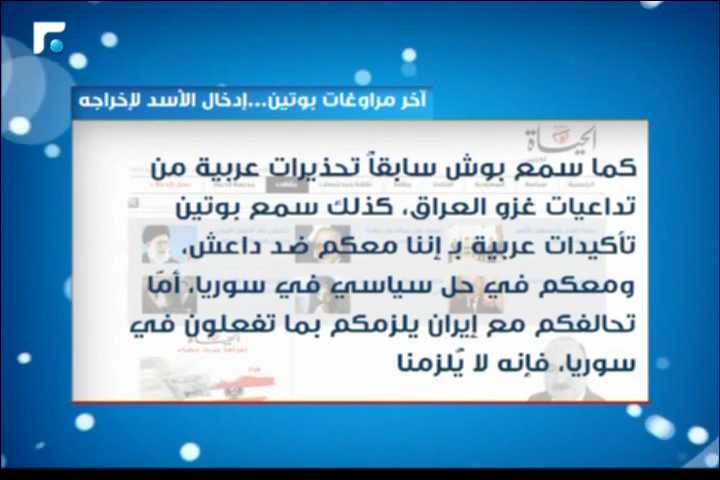 آخر مراوغات بوتين...إدخال الأسد لإخراجه
الحياة
كما سمع بوش سابقاً تحذيرات عربية من
تداعيات غزو العراق، كذلك سمع بوتين
تأكيدات عربية بـ إننا معكم ضد داعش،
ومعكم في حل سياسي في سوريا، أمّا
تحالفكم مع إيران يلزمكم بما تفعلون في
سوريا، فإنه لا يٌلزمنا
الحياة